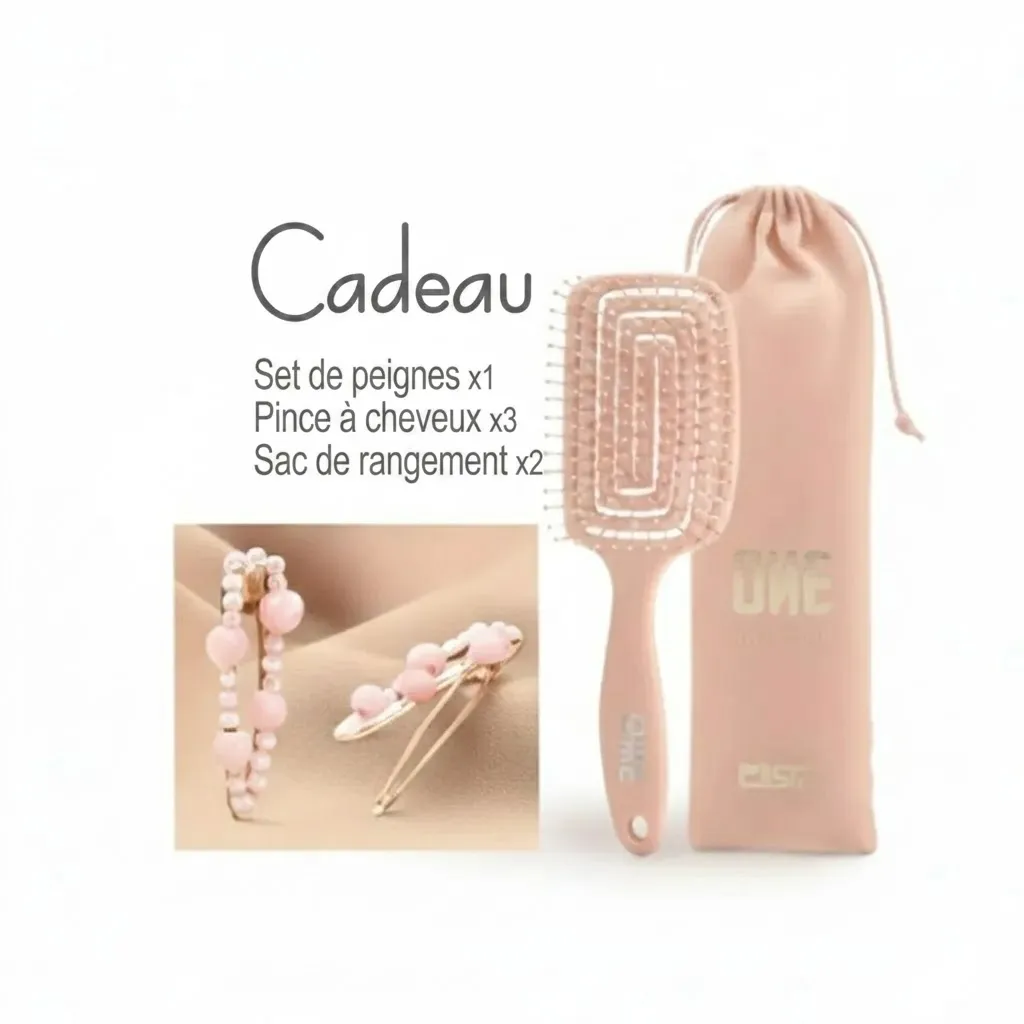 Cadeau
Set de peignes x1
Pince à cheveux x3
Sac de rangement x2